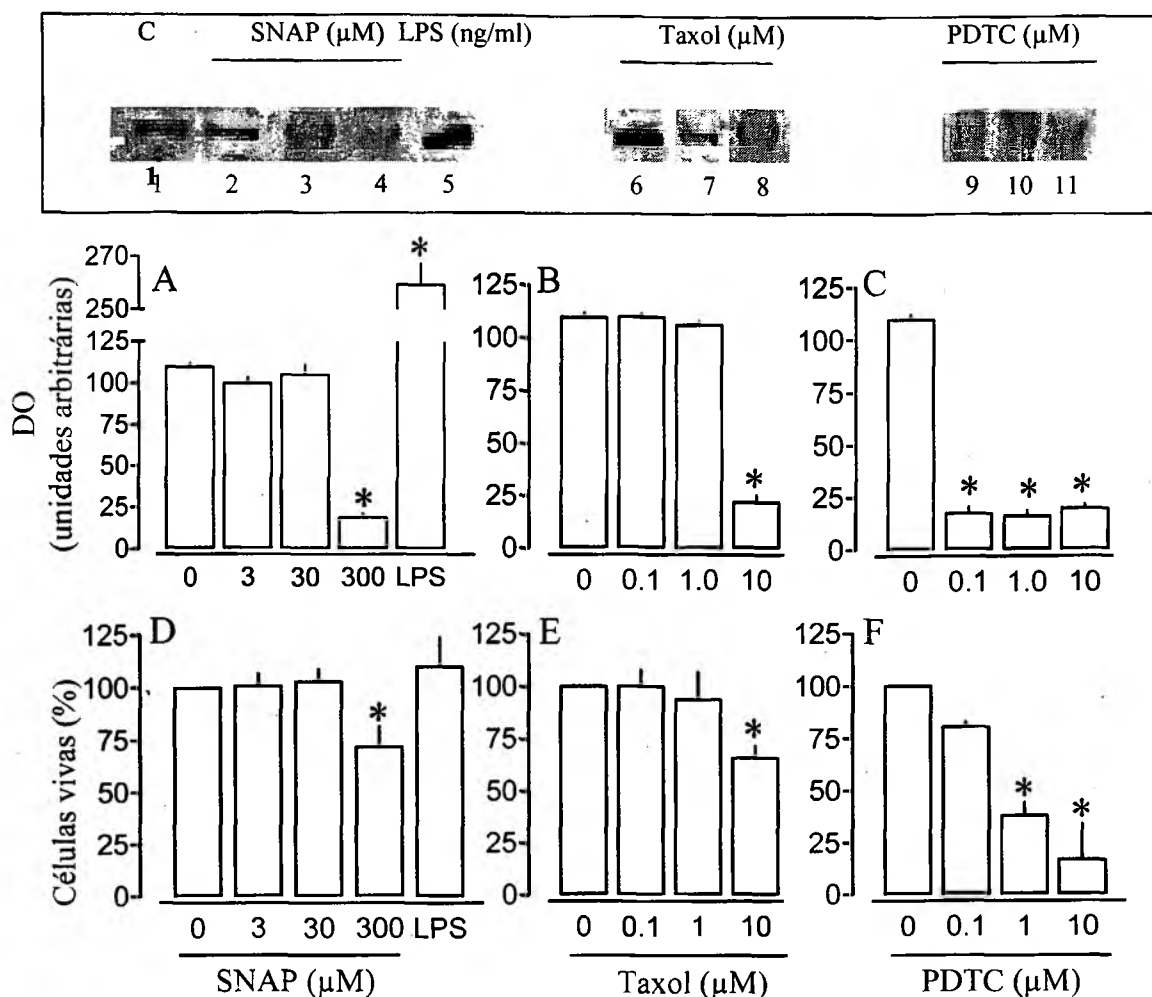 C SNAP (µM) LPS (ng/ml) Taxol (µM) PDTC (µM)
1 2 3 4 5 6 7 8 9 10 11
DO
(unidades arbitrárias)
A
270
250
100
75
50
25
0
*
*
0 3 30 300 LPS
B
125
100
75
50
25
0
*
0 0.1 1.0 10
C
125
100
75
50
25
0
* * *
0 0.1 1.0 10
Células vivas (%)
D
125
100
75
50
25
0
*
0 3 30 300 LPS
SNAP (µM)
E
125
100
75
50
25
0
*
0 0.1 1 10
Taxol (µM)
F
125
100
75
50
25
0
*
*
0 0.1 1 10
PDTC (µM)